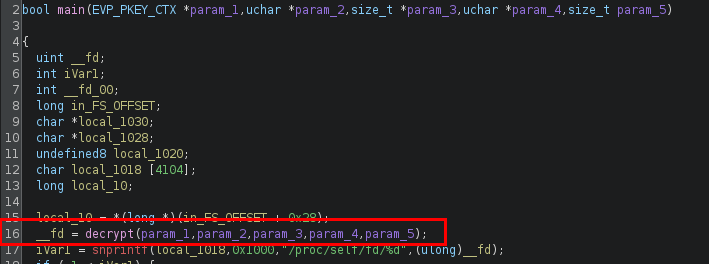 2 bool main(EVP_PKEY_CTX *param_1,uchar *param_2,size_t *param_3,uchar *param_4,size_t param_5)
3
4 {
5 uint __fd;
6 int iVar1;
7 int __fd_00;
8 long in_FS_OFFSET;
9 char *local_1030;
10 char *local_1028;
11 undefined8 local_1020;
12 char local_1018 [4104];
13 long local_10;
14
15 local_10 = *(long *)(in_FS_OFFSET + 0x28);
16 __fd = decrypt(param_1,param_2,param_3,param_4,param_5);
17 iVar1 = snprintf(local_1018,0x1000,"/proc/self/fd/%d",(ulong)__fd);
18